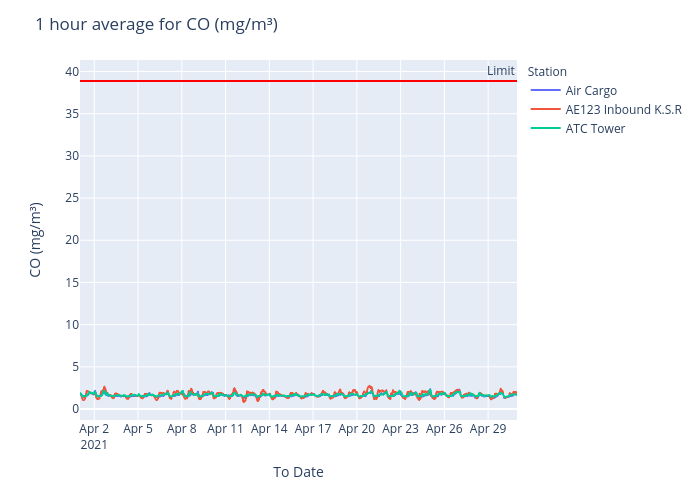 1 hour average for CO (mg/m³)
Limit
Station
Air Cargo
AE123 Inbound K.S.R
ATC Tower
CO (mg/m³)
40
35
30
25
20
15
10
5
0
Apr 2 Apr 5 Apr 8 Apr 11 Apr 14 Apr 17 Apr 20 Apr 23 Apr 26 Apr 29
2021
To Date